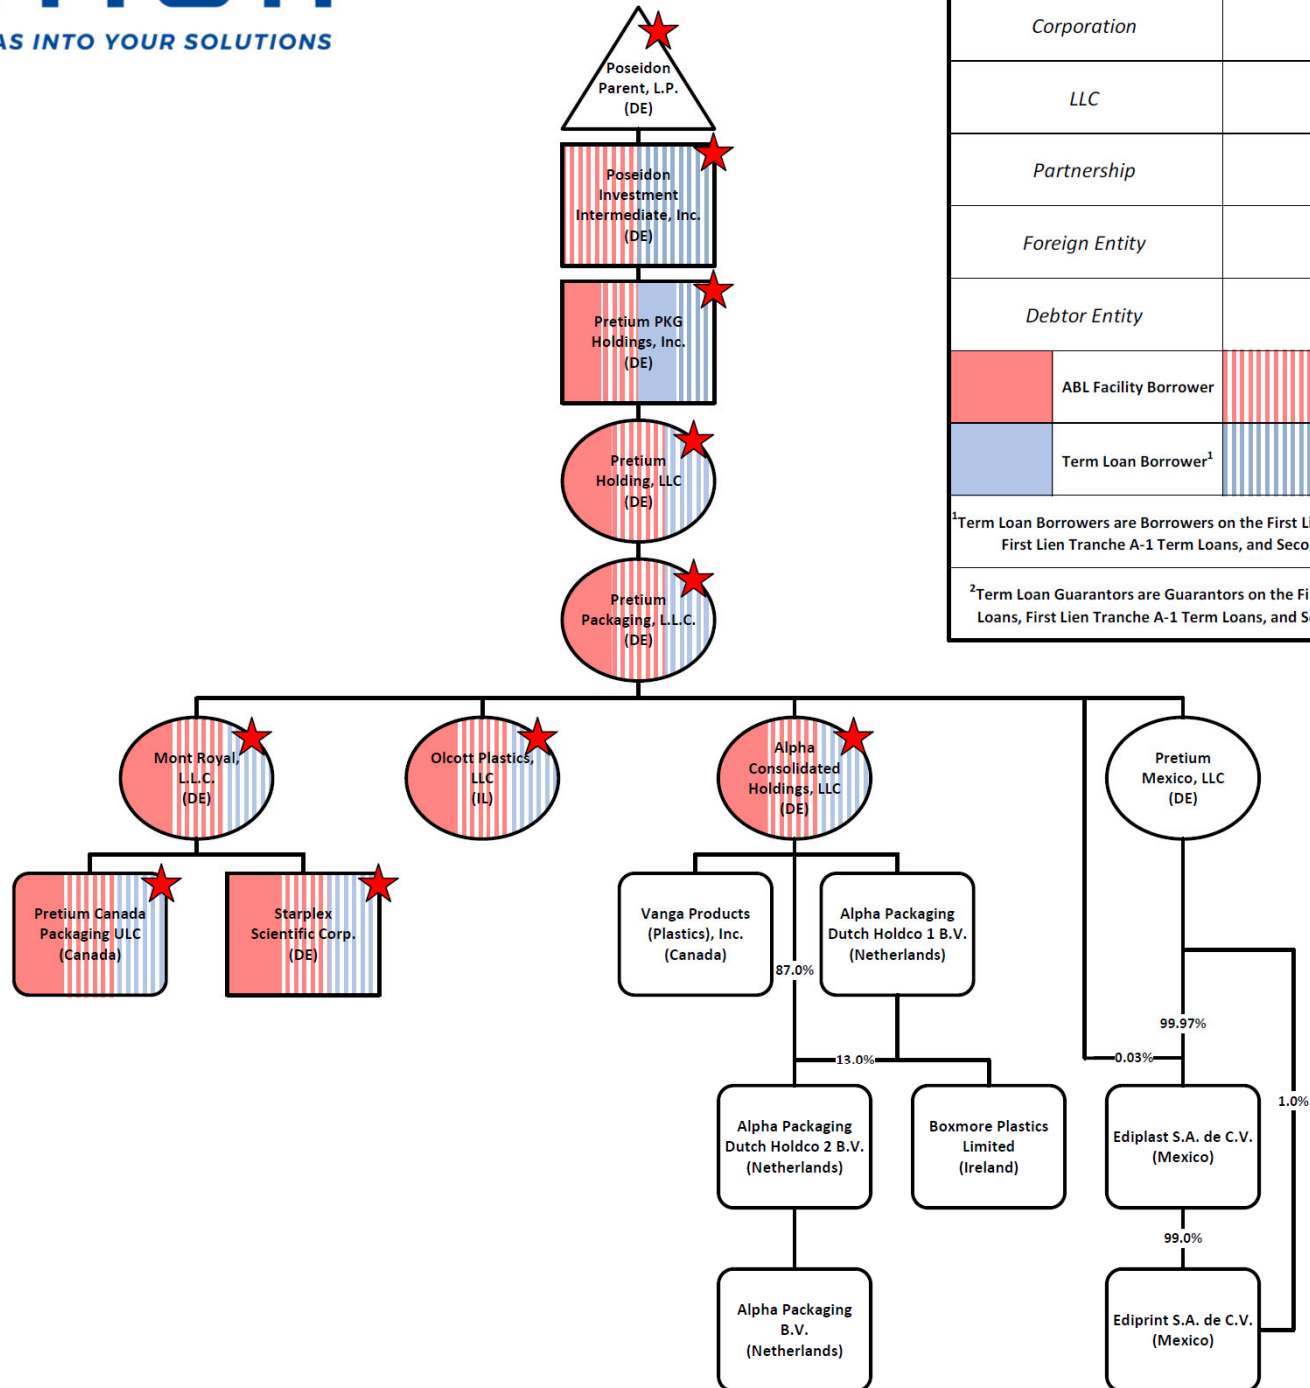 AS INTO YOUR SOLUTIONS
Corporation
LLC
Partnership
Foreign Entity
Debtor Entity
ABL Facility Borrower
Term Loan Borrower¹
¹Term Loan Borrowers are Borrowers on the First
First Lien Tranche A-1 Term Loans, and
²Term Loan Guarantors are Guarantors on the
Loans, First Lien Tranche A-1 Term Loans, and
Poseidon
Parent, L.P.
(DE)
Poseidon
Investment
Intermediate, Inc.
(DE)
Pretium PKG
Holdings, Inc.
(DE)
Pretium
Holding, LLC
(DE)
Pretium
Packaging, L.L.C.
(DE)
Mont Royal,
L.L.C.
(DE)
Olcott Plastics,
LLC
(IL)
Alpha
Consolidated
Holdings, LLC
(DE)
Pretium
Mexico, LLC
(DE)
Pretium Canada
Packaging ULC
(Canada)
Starplex
Scientific Corp.
(DE)
Vanga Products
(Plastics), Inc.
(Canada)
Alpha Packaging
Dutch Holdco 1 B.V.
(Netherlands)
87.0%
99.97%
13.0%
0.03%
1.0%
Alpha Packaging
Dutch Holdco 2 B.V.
(Netherlands)
Boxmore Plastics
Limited
(Ireland)
Ediplast S.A. de C.V.
(Mexico)
99.0%
Alpha Packaging
B.V.
(Netherlands)
Ediprint S.A. de C.V.
(Mexico)